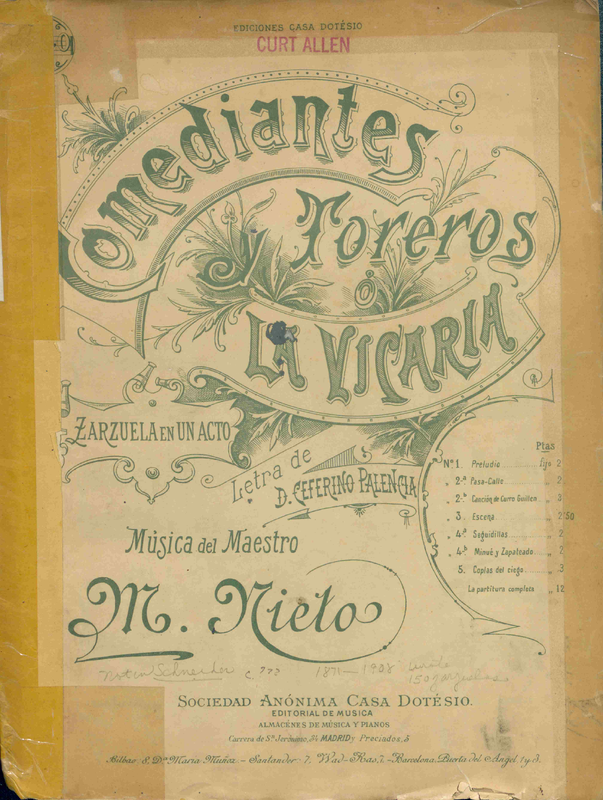 EDICIONES CASA DOTÉSIO
CURT ALLEN
Comediantes
y Toreros
ó
LA VICARIA
ZARZUELA EN UN ACTO
Letra de
D. CEFERINO PALENCIA
Ptas
Nº 1. Preludio fijo 2
" 2.ª Pasa-Calle " 2
" 2.b Canción de Curro Guillen " 3
" 3. Escena " 2'50
" 4.ª Seguidillas " 2
" 4.b Minué y Zapateado " 2
5. Coplas del ciego " 3
La partitura completa " 12
Música del Maestro
M. Nieto
Schneider
1908
SOCIEDAD ANÓNIMA CASA DOTÉSIO.
EDITORIAL DE MUSICA
ALMACENES DE MÚSICA Y PIANOS.
Carrera de Sn. Jerónimo, 34 MADRID y Preciados, 5
Bilbao 8, Dª María Muñoz. - Santander 7, Wad-Ras, 7. - Barcelona, Puerta del Angel 1 y 3.